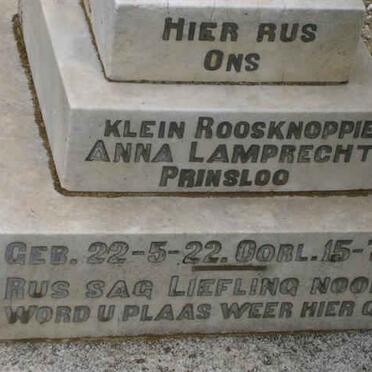 HIER RUS
ONS
KLEIN ROOSKNOPPIE
ANNA LAMPRECHT
PRINSLOO
GEB. 22-5-22. OORL. 15-
RUS SAG LIEFLING
WORD U PLAAS WEER HIER